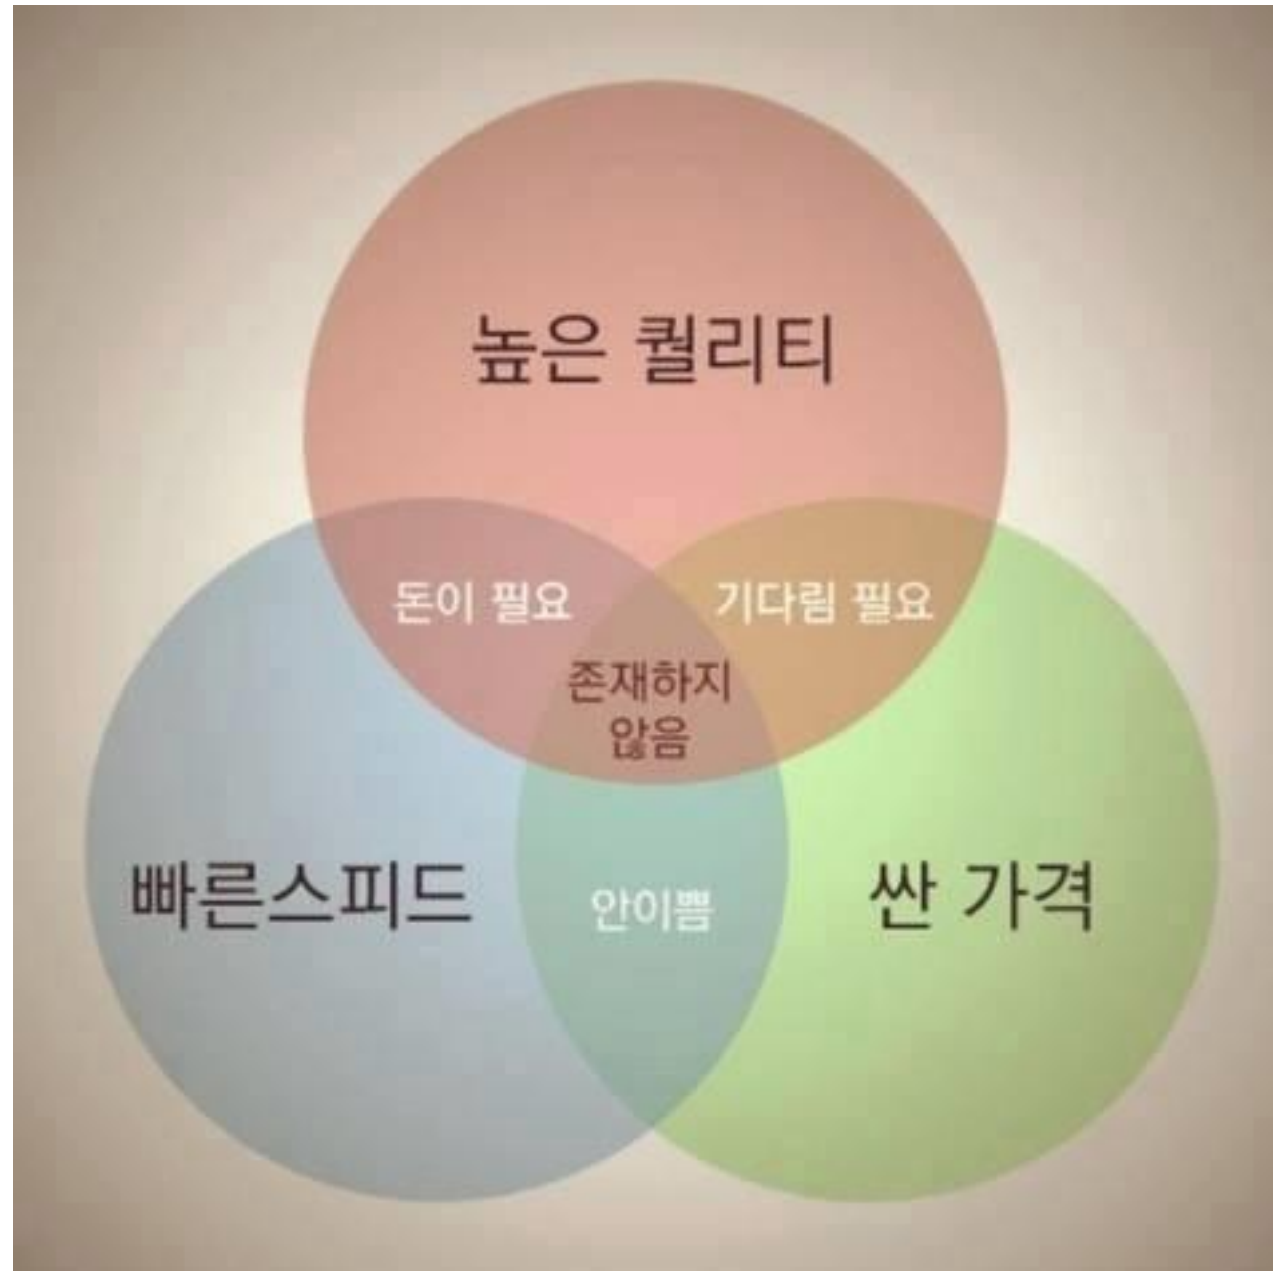 높은 퀄리티
돈이 필요
기다림 필요
존재하지
않음
빠른스피드
안이쁨
싼 가격